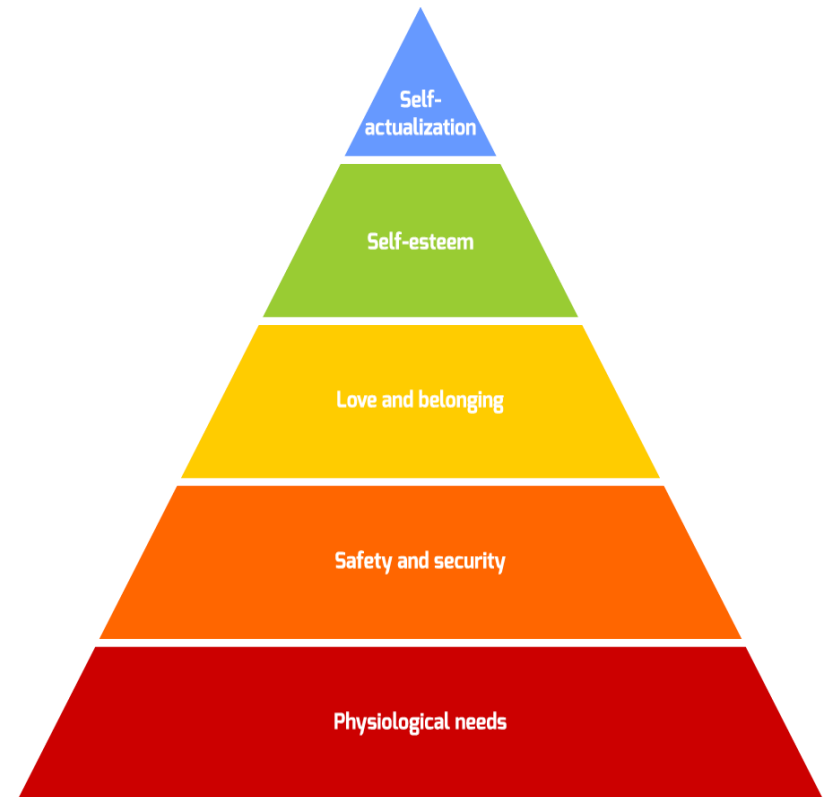 Self-
actualization
Self-esteem
Love and belonging
Safety and security
Physiological needs